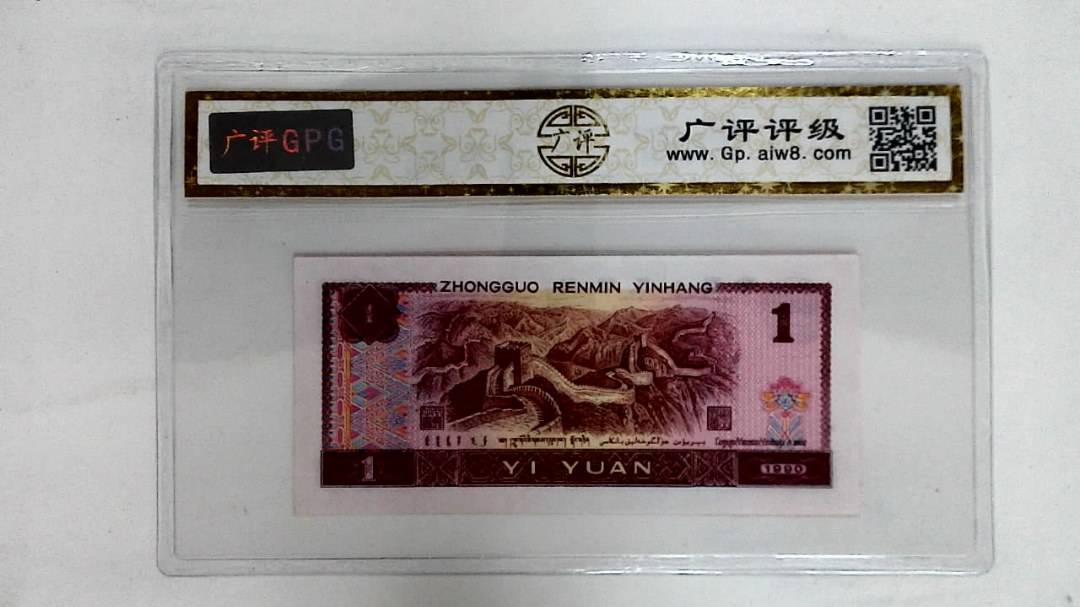 广评GPG
广评
广评评级
www. Gp. aiw8. com
ZHONGGUO RENMIN YINHANG
1
1
1
YI YUAN
1990